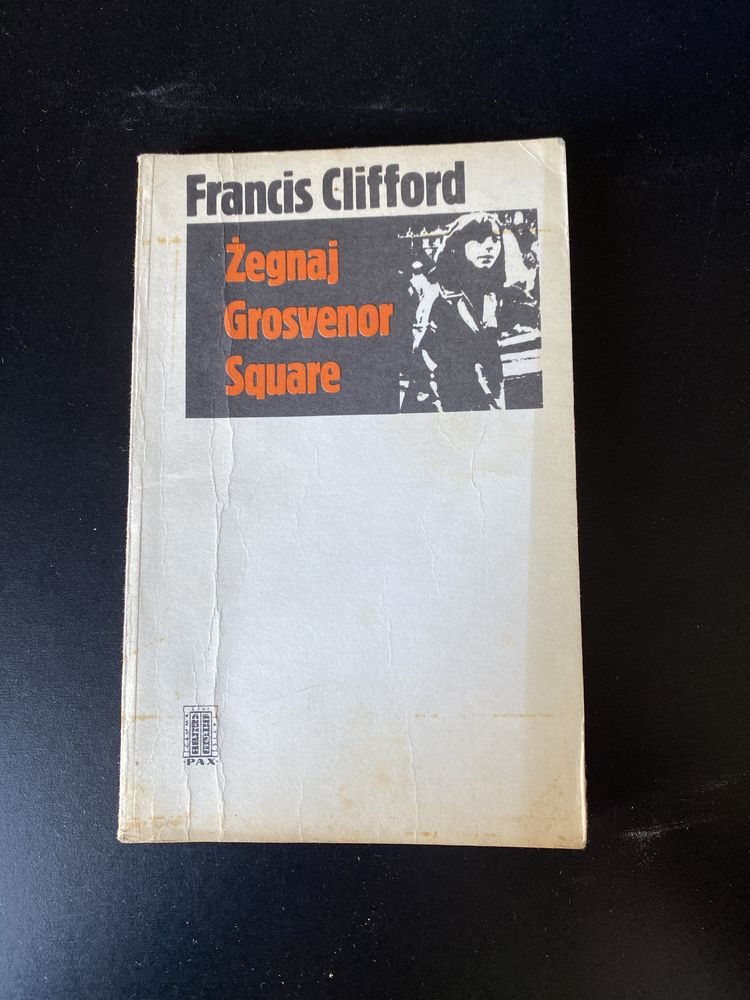 Francis Clifford
Żegnaj
Grosvenor
Square
·PAX·